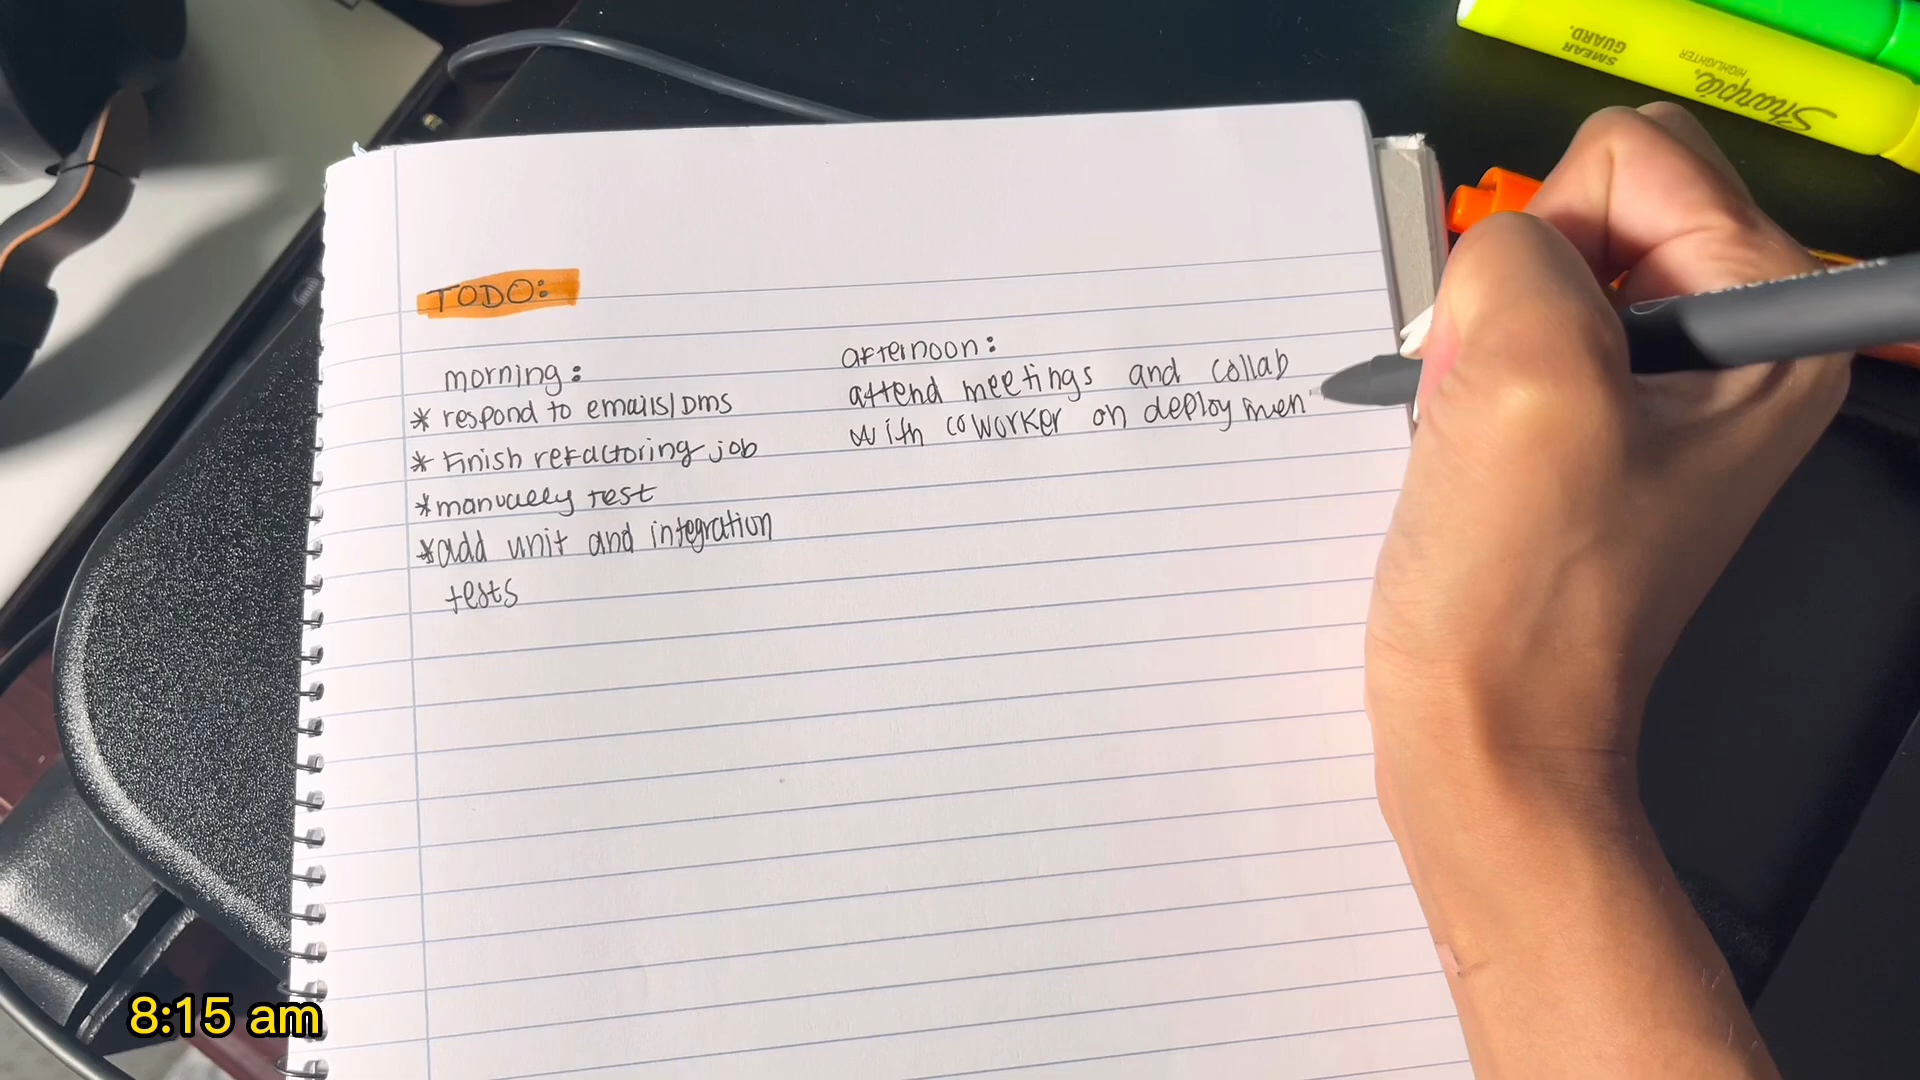 TODO:
morning:
* respond to emails/DMs
* finish refactoring job
* manually test
* add unit and integration
tests
afternoon:
attend meetings and collab
with coworker on deploymen
SMEAR
GUARD.
Sharpie
HIGHLIGHTER
8:15 am